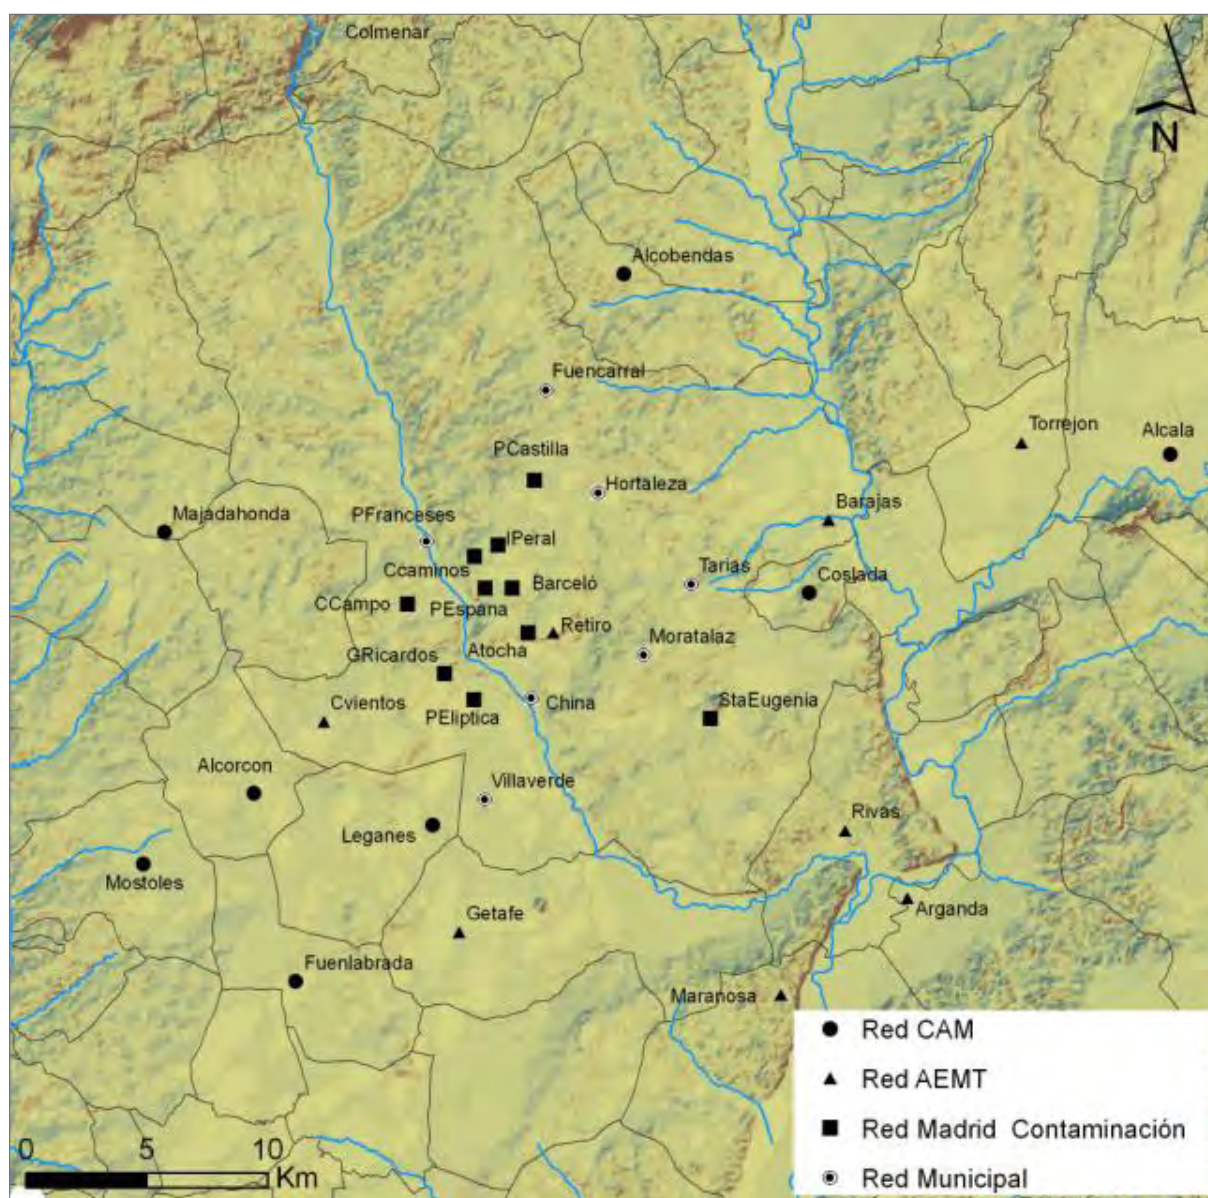 Colmenar
N
Alcobendas
Fuencarral
Torrejon
Alcala
PCastilla
Hortaleza
Barajas
Majadahonda
PFranceses
IPeral
Ccaminos
Tarias
Coslada
Barceló
CCampo
PEspana
Retiro
Moratalaz
Atocha
GRicardos
Cvientos
PEliptica
China
StaEugenia
Alcorcon
Villaverde
Leganes
Rivas
Mostoles
Getafe
Arganda
Fuenlabrada
Maranosa
Red CAM
Red AEMT
Red Madrid Contaminación
Red Municipal
0 5 10
Km